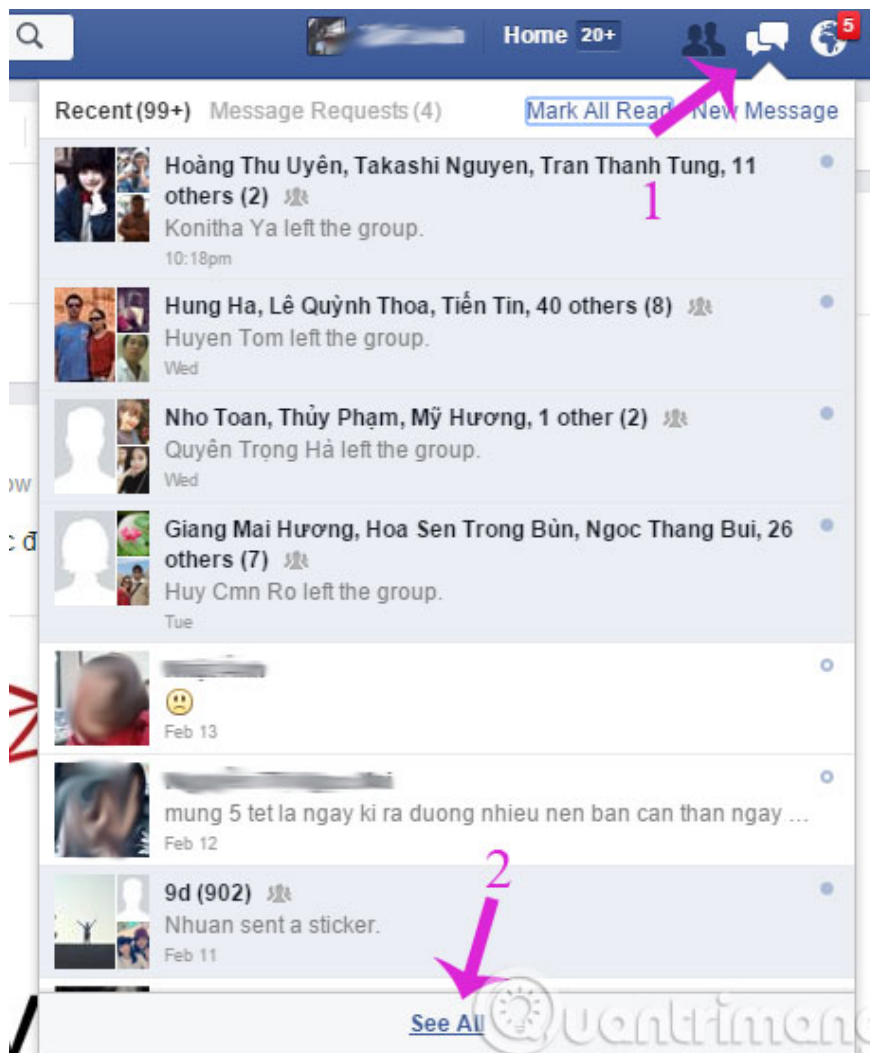 Home 20+
5
Recent (99+) Message Requests (4) Mark All Read New Message
1
Hoàng Thu Uyên, Takashi Nguyen, Tran Thanh Tung, 11
others (2)
Konitha Ya left the group.
10:18pm
Hung Ha, Lê Quỳnh Thoa, Tiến Tin, 40 others (8)
Huyen Tom left the group.
Wed
Nho Toan, Thủy Phạm, Mỹ Hương, 1 other (2)
Quyên Trọng Hà left the group.
Wed
Giang Mai Hương, Hoa Sen Trong Bùn, Ngoc Thang Bui, 26
others (7)
Huy Cmn Ro left the group.
Tue
Feb 13
mung 5 tet la ngay ki ra duong nhieu nen ban can than ngay ...
Feb 12
2
9d (902)
Nhuan sent a sticker.
Feb 11
See All
Quantrimang